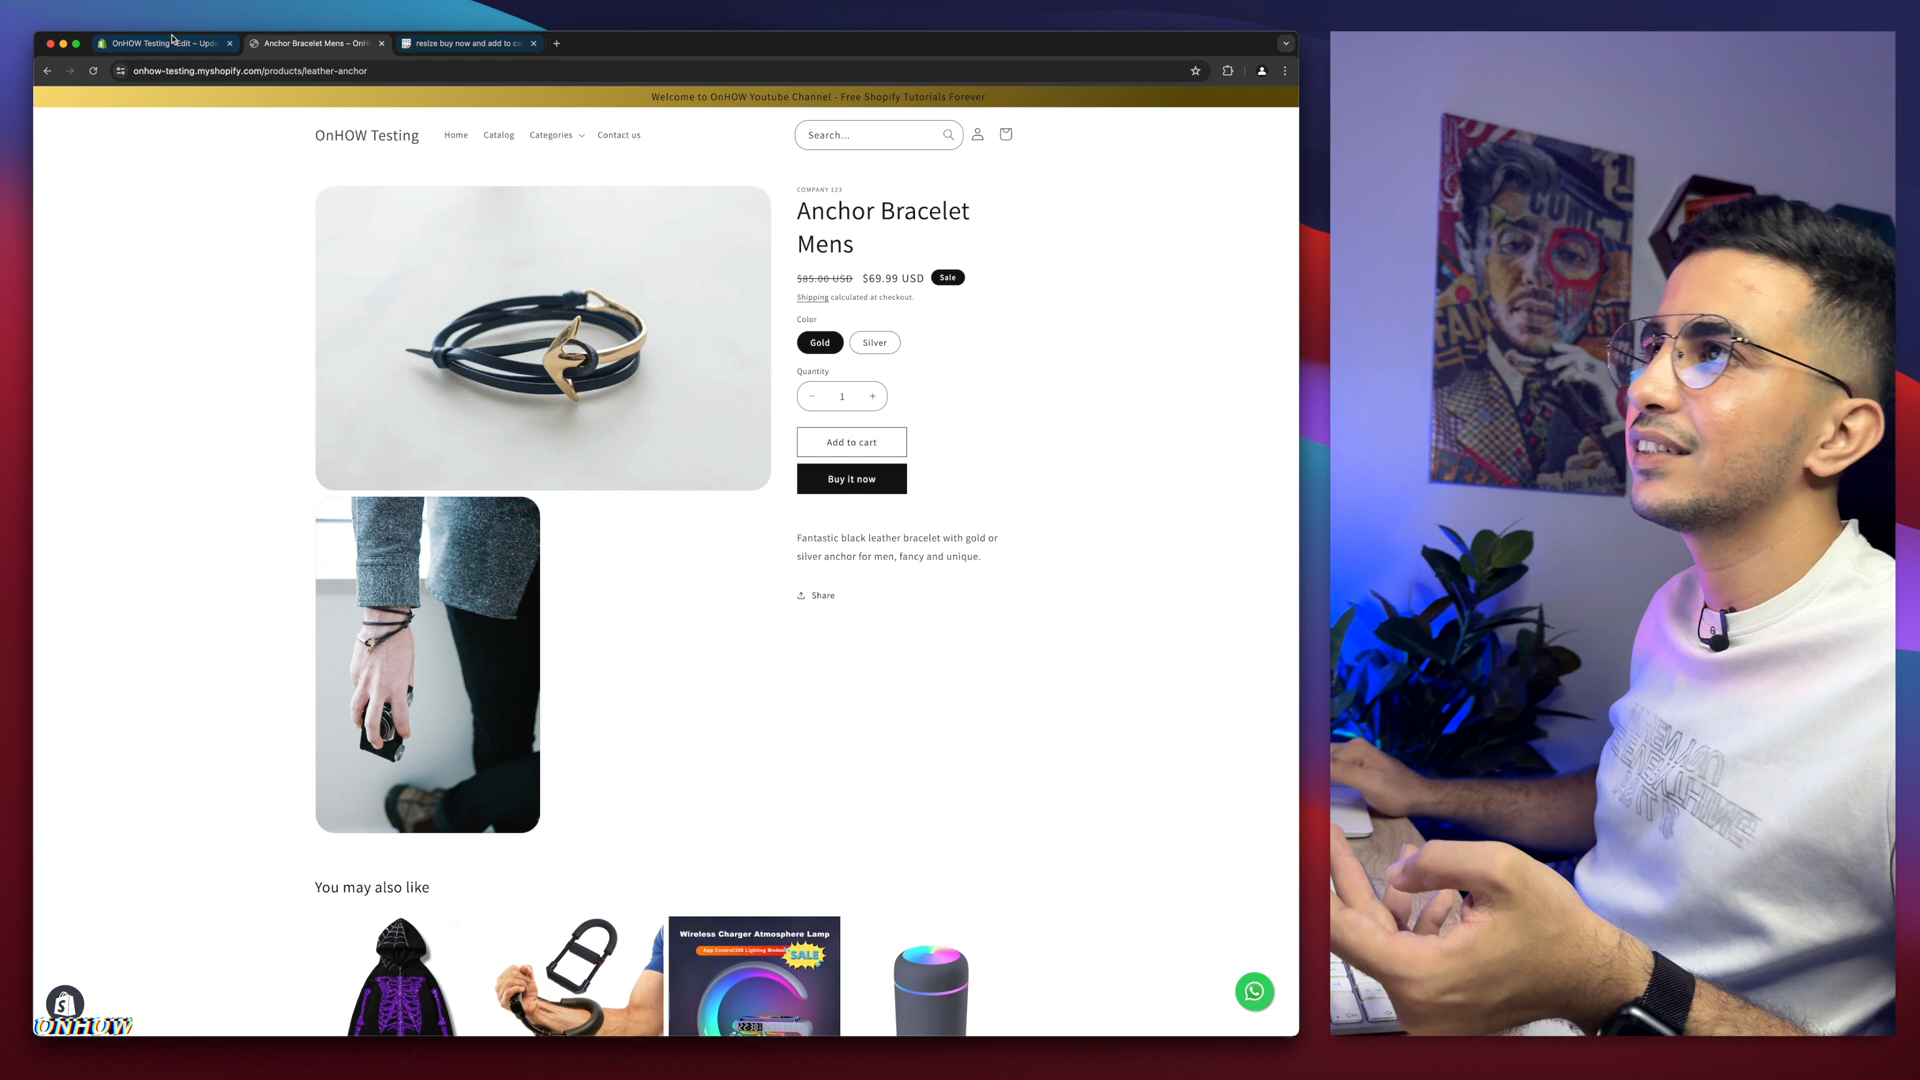 OnHOW Testing · Edit ~ Upda
Anchor Bracelet Mens – OnH
resize buy now and add to ca
onhow-testing.myshopify.com/products/leather-anchor
Welcome to OnHOW Youtube Channel - Free Shopify Tutorials Forever
OnHOW Testing
Home
Catalog
Categories
Contact us
Search...
COMPANY 123
Anchor Bracelet
Mens
$85.00 USD $69.99 USD Sale
Shipping calculated at checkout.
Color
Gold
Silver
Quantity
1
Add to cart
Buy it now
Fantastic black leather bracelet with gold or
silver anchor for men, fancy and unique.
Share
You may also like
Wireless Charger Atmosphere Lamp
SALE
ONHOW